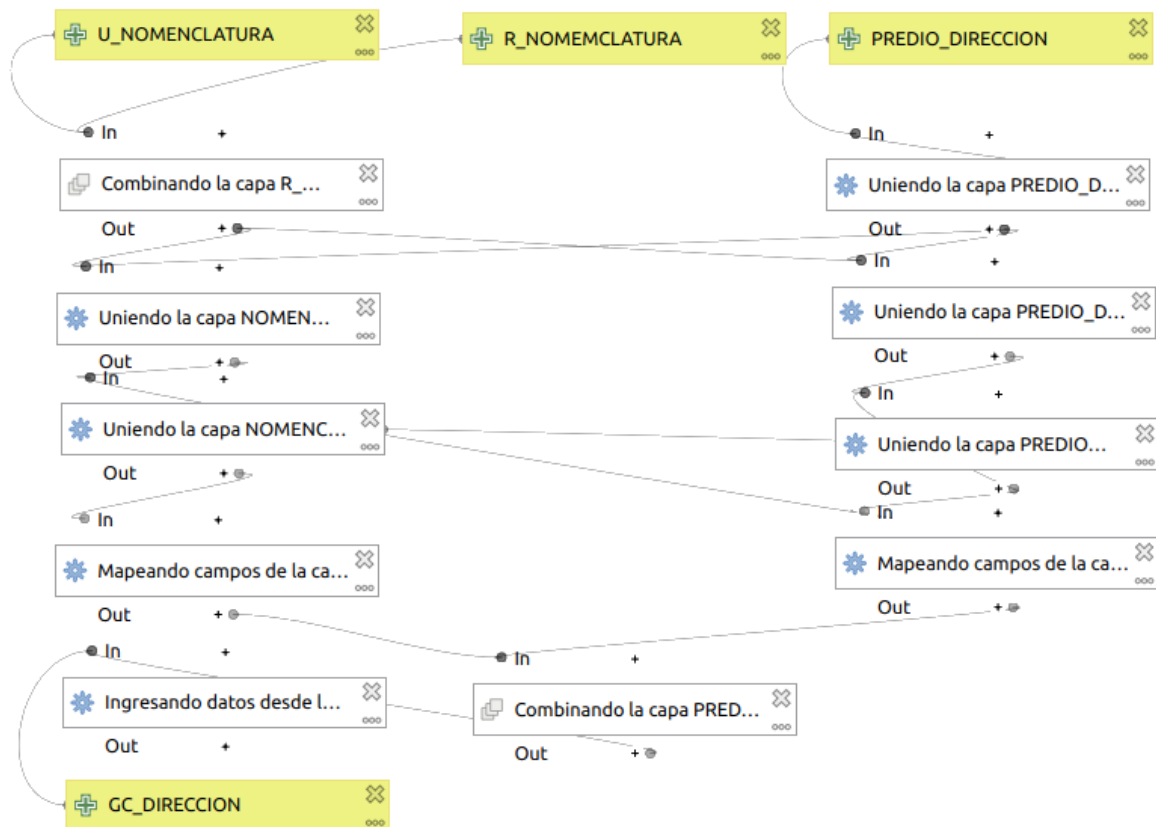 U_NOMENCLATURA
R_NOMEMCLATURA
PREDIO_DIRECCION
In +
In +
Combinando la capa R_...
Uniendo la capa PREDIO_D...
Out +
Out +
In +
In +
Uniendo la capa NOMEN...
Uniendo la capa PREDIO_D...
Out +
Out +
In +
In +
Uniendo la capa NOMENC...
Uniendo la capa PREDIO...
Out +
Out +
In +
In +
Mapeando campos de la ca...
Mapeando campos de la ca...
Out +
Out +
In +
In +
Ingresando datos desde l...
Combinando la capa PRED...
Out +
Out +
GC_DIRECCION